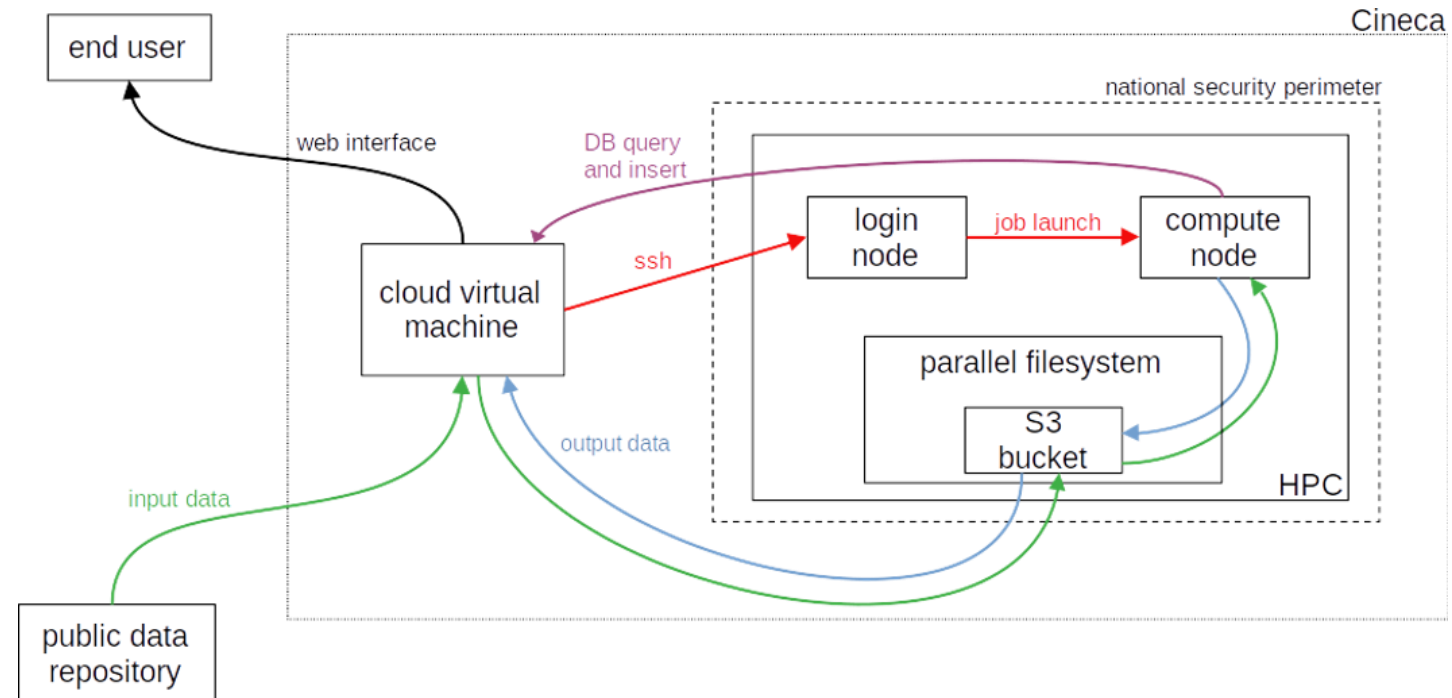 Cineca
end user
national security perimeter
web interface
DB query
and insert
login
node
job launch
compute
node
ssh
cloud virtual
machine
parallel filesystem
S3
bucket
output data
HPC
input data
public data
repository